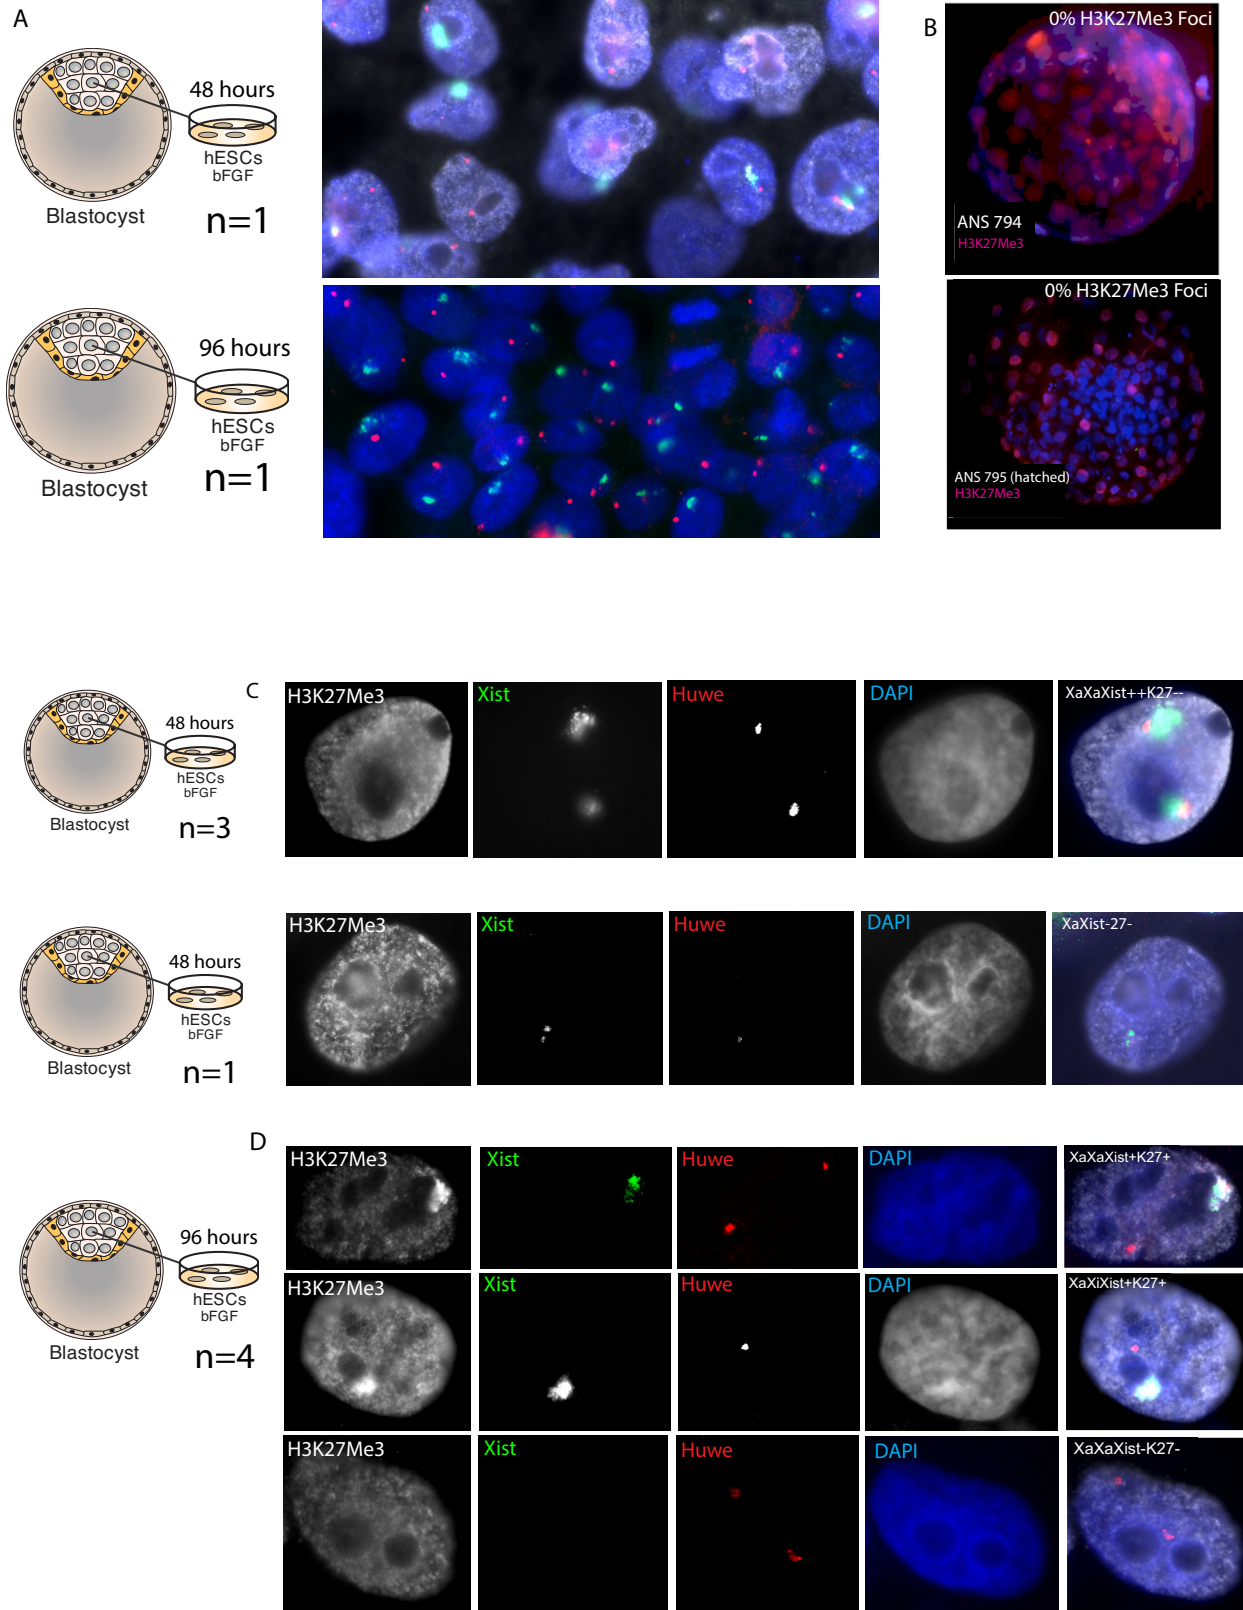 A
48 hours
hESCs
bFGF
Blastocyst
n=1
96 hours
hESCs
bFGF
Blastocyst
n=1
B
0% H3K27Me3 Foci
ANS 794
H3K27Me3
0% H3K27Me3 Foci
ANS 795 (hatched)
H3K27Me3
C
48 hours
hESCs
bFGF
Blastocyst
n=3
H3K27Me3
Xist
Huwe
DAPI
XaXaXist++K27--
48 hours
hESCs
bFGF
Blastocyst
n=1
H3K27Me3
Xist
Huwe
DAPI
XaXist-27-
D
96 hours
hESCs
bFGF
Blastocyst
n=4
H3K27Me3
Xist
Huwe
DAPI
XaXaXist+K27+
H3K27Me3
Xist
Huwe
DAPI
XaXiXist+K27+
H3K27Me3
Xist
Huwe
DAPI
XaXaXist-K27-